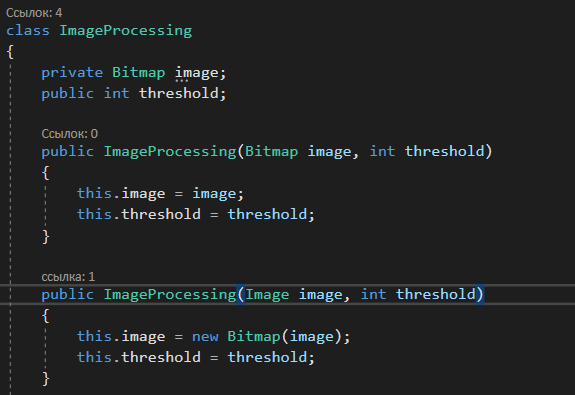 Ссылок: 4
class ImageProcessing
{
private Bitmap image;
public int threshold;
Ссылок: 0
public ImageProcessing(Bitmap image, int threshold)
{
this.image = image;
this.threshold = threshold;
}
ссылка: 1
public ImageProcessing(Image image, int threshold)
{
this.image = new Bitmap(image);
this.threshold = threshold;
}